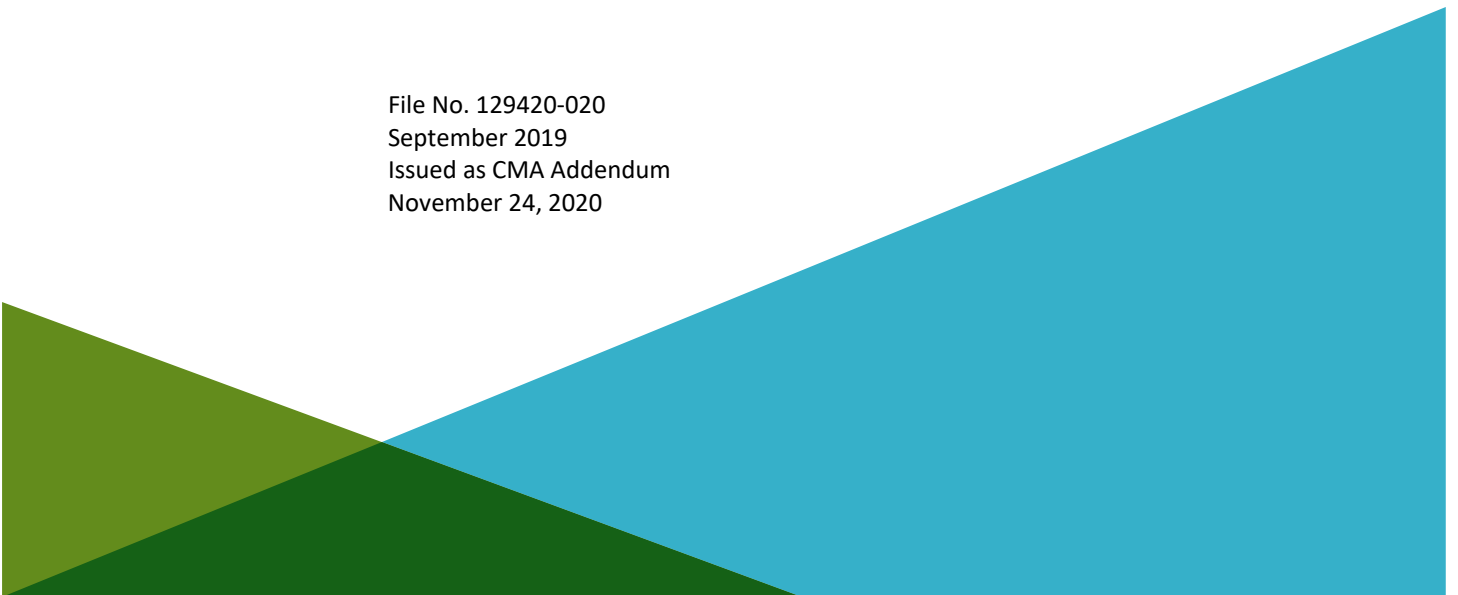 File No. 129420-020
September 2019
Issued as CMA Addendum
November 24, 2020